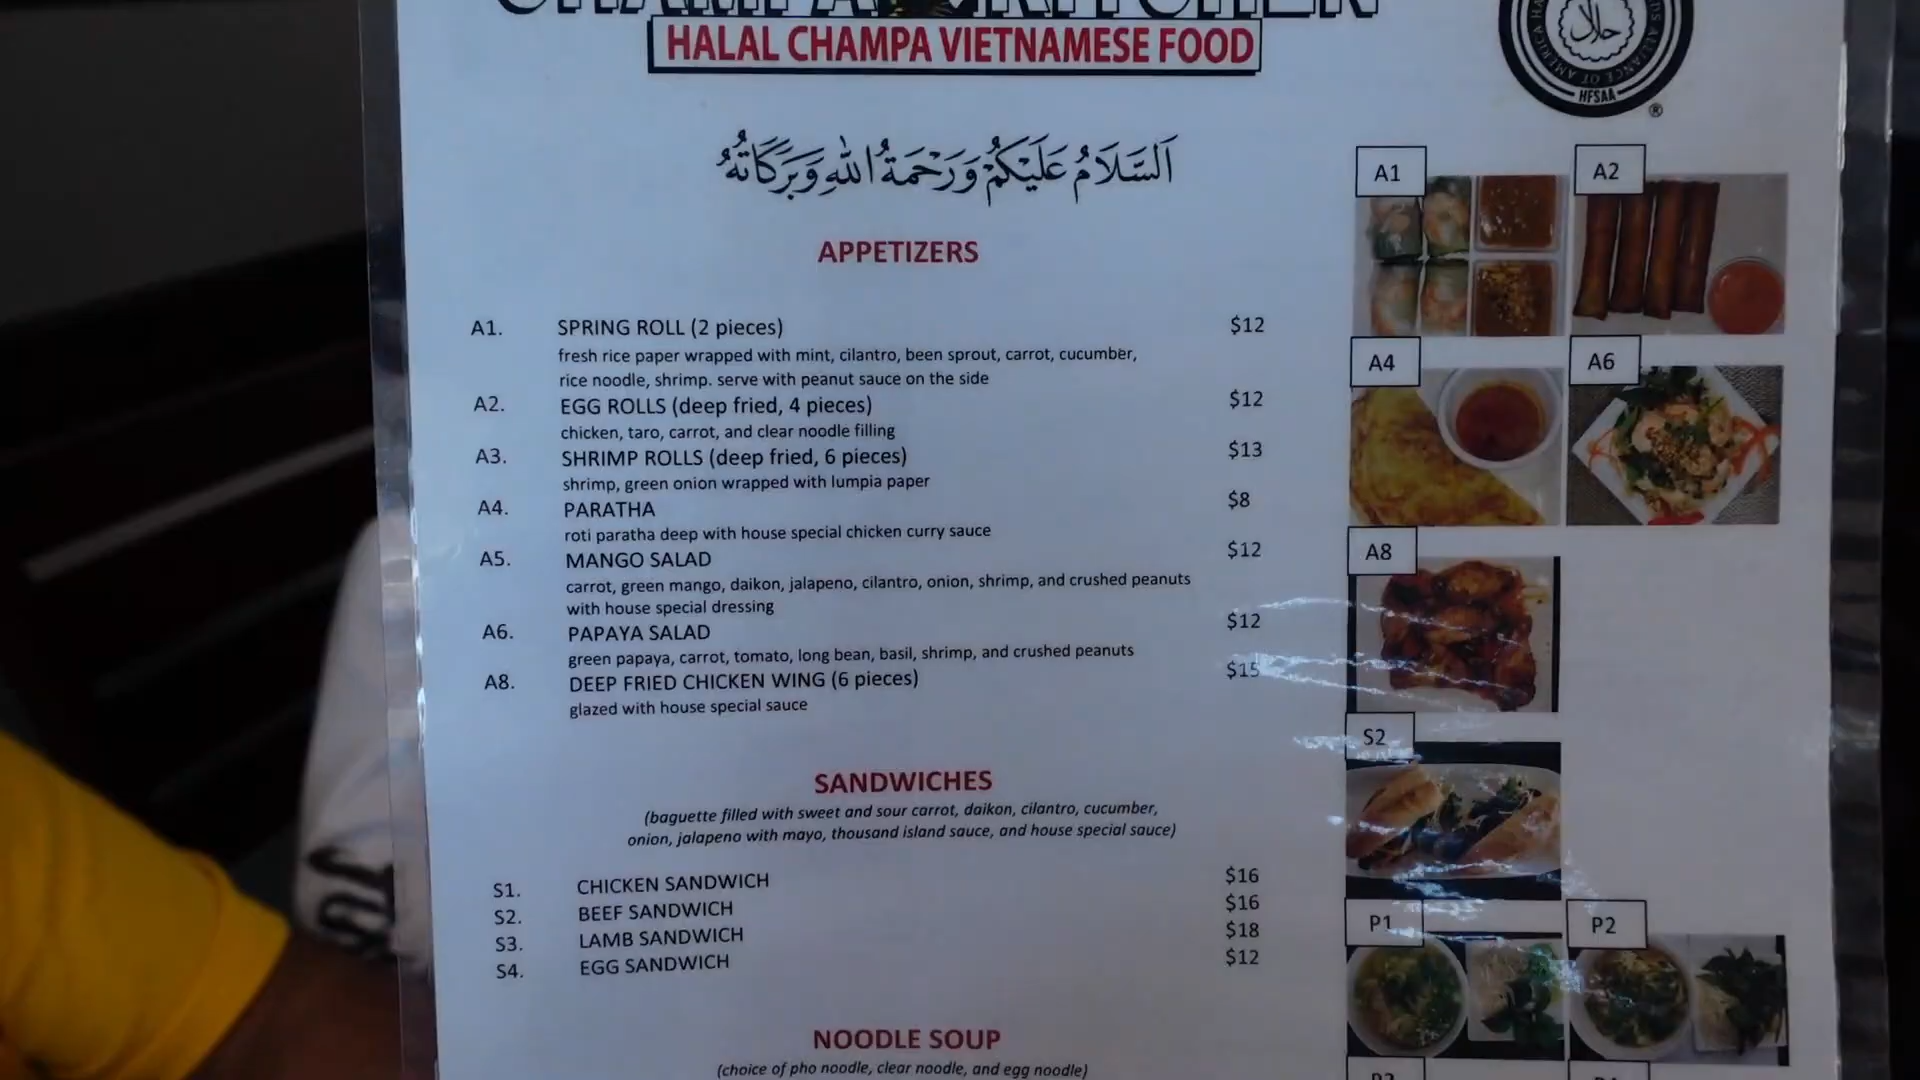 CHAMPA KITCHEN
HALAL CHAMPA VIETNAMESE FOOD
حلال
HFSAA
®
اَلسَّلَامُ عَلَيْكُمْ وَرَحْمَةُ اللهِ وَبَرَكَاتُهُ
APPETIZERS
A1. SPRING ROLL (2 pieces) $12
fresh rice paper wrapped with mint, cilantro, been sprout, carrot, cucumber,
rice noodle, shrimp. serve with peanut sauce on the side
A2. EGG ROLLS (deep fried, 4 pieces) $12
chicken, taro, carrot, and clear noodle filling
A3. SHRIMP ROLLS (deep fried, 6 pieces) $13
shrimp, green onion wrapped with lumpia paper
A4. PARATHA $8
roti paratha deep with house special chicken curry sauce
A5. MANGO SALAD $12
carrot, green mango, daikon, jalapeno, cilantro, onion, shrimp, and crushed peanuts
with house special dressing
A6. PAPAYA SALAD $12
green papaya, carrot, tomato, long bean, basil, shrimp, and crushed peanuts
A8. DEEP FRIED CHICKEN WING (6 pieces) $15
glazed with house special sauce
SANDWICHES
(baguette filled with sweet and sour carrot, daikon, cilantro, cucumber,
onion, jalapeno with mayo, thousand island sauce, and house special sauce)
S1. CHICKEN SANDWICH $16
S2. BEEF SANDWICH $16
S3. LAMB SANDWICH $18
S4. EGG SANDWICH $12
NOODLE SOUP
(choice of pho noodle, clear noodle, and egg noodle)
A1 A2
A4 A6
A8
S2
P1 P2